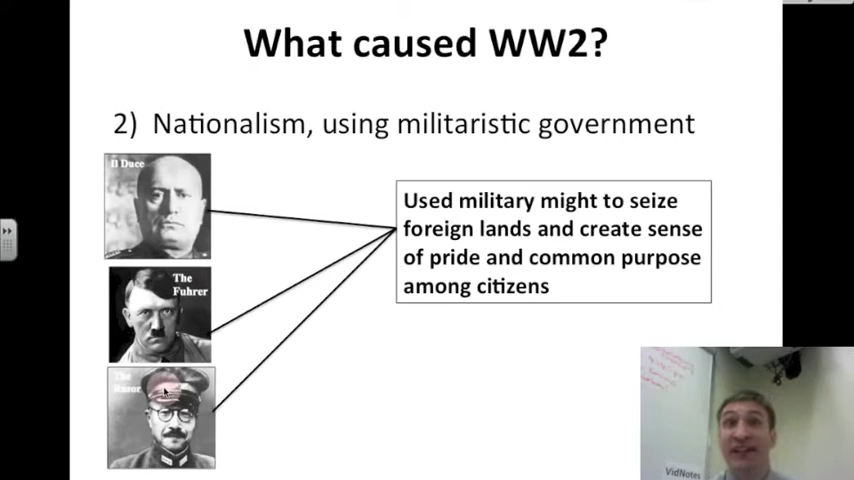 What caused WW2?
2) Nationalism, using militaristic government
Il Duce
Used military might to seize
foreign lands and create sense
of pride and common purpose
among citizens
The
Fuhrer
The
Razor
VidNotes